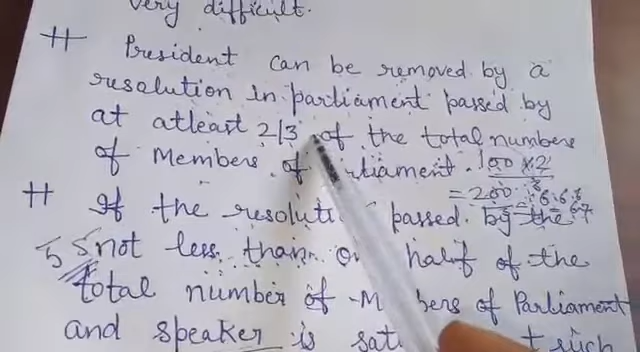 very difficult.
# President can be removed by a
resolution in parliament passed by
at atleast 2/3 of the total numbers
of Members of 100 x 2
= 200
# If the passed. by the
5 5 not less than half of the
total number of of Parliament
and speaker is such